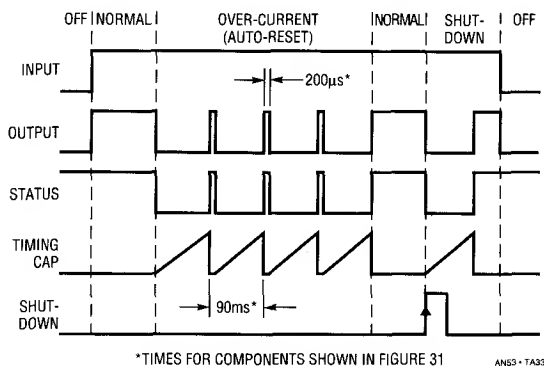 OFF NORMAL OVER-CURRENT (AUTO-RESET) NORMAL SHUT-DOWN OFF
INPUT
200µs*
OUTPUT
STATUS
TIMING CAP
90ms*
SHUT-DOWN
*TIMES FOR COMPONENTS SHOWN IN FIGURE 31
AN53 • TA33